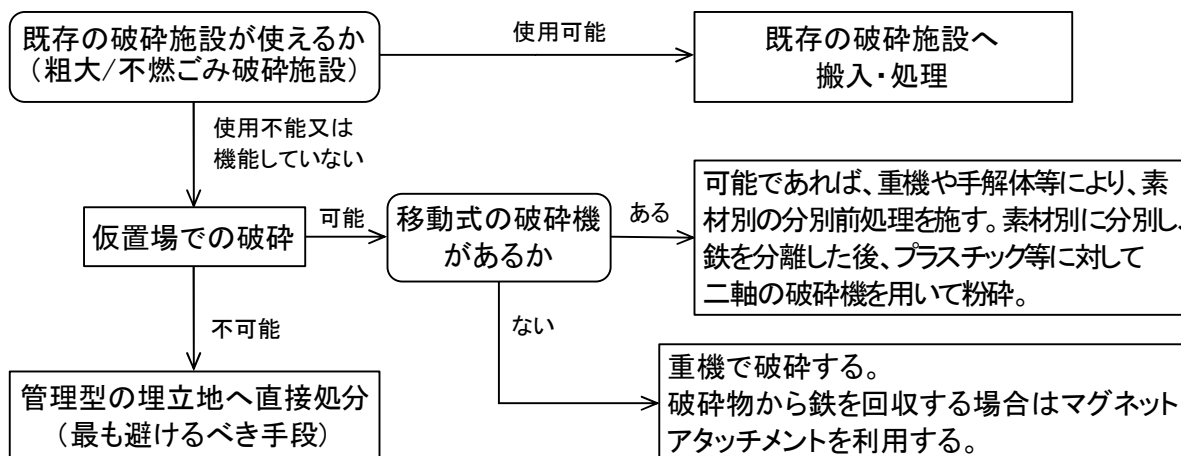 既存の破砕施設が使えるか
（粗大/不燃ごみ破砕施設）
使用可能
既存の破砕施設へ
搬入・処理
使用不能又は
機能していない
仮置場での破砕
可能
移動式の破砕機
があるか
ある
可能であれば、重機や手解体等により、素
材別の分別前処理を施す。素材別に分別し、
鉄を分離した後、プラスチック等に対して
二軸の破砕機を用いて粉砕。
不可能
ない
管理型の埋立地へ直接処分
（最も避けるべき手段）
重機で破砕する。
破砕物から鉄を回収する場合はマグネット
アタッチメントを利用する。